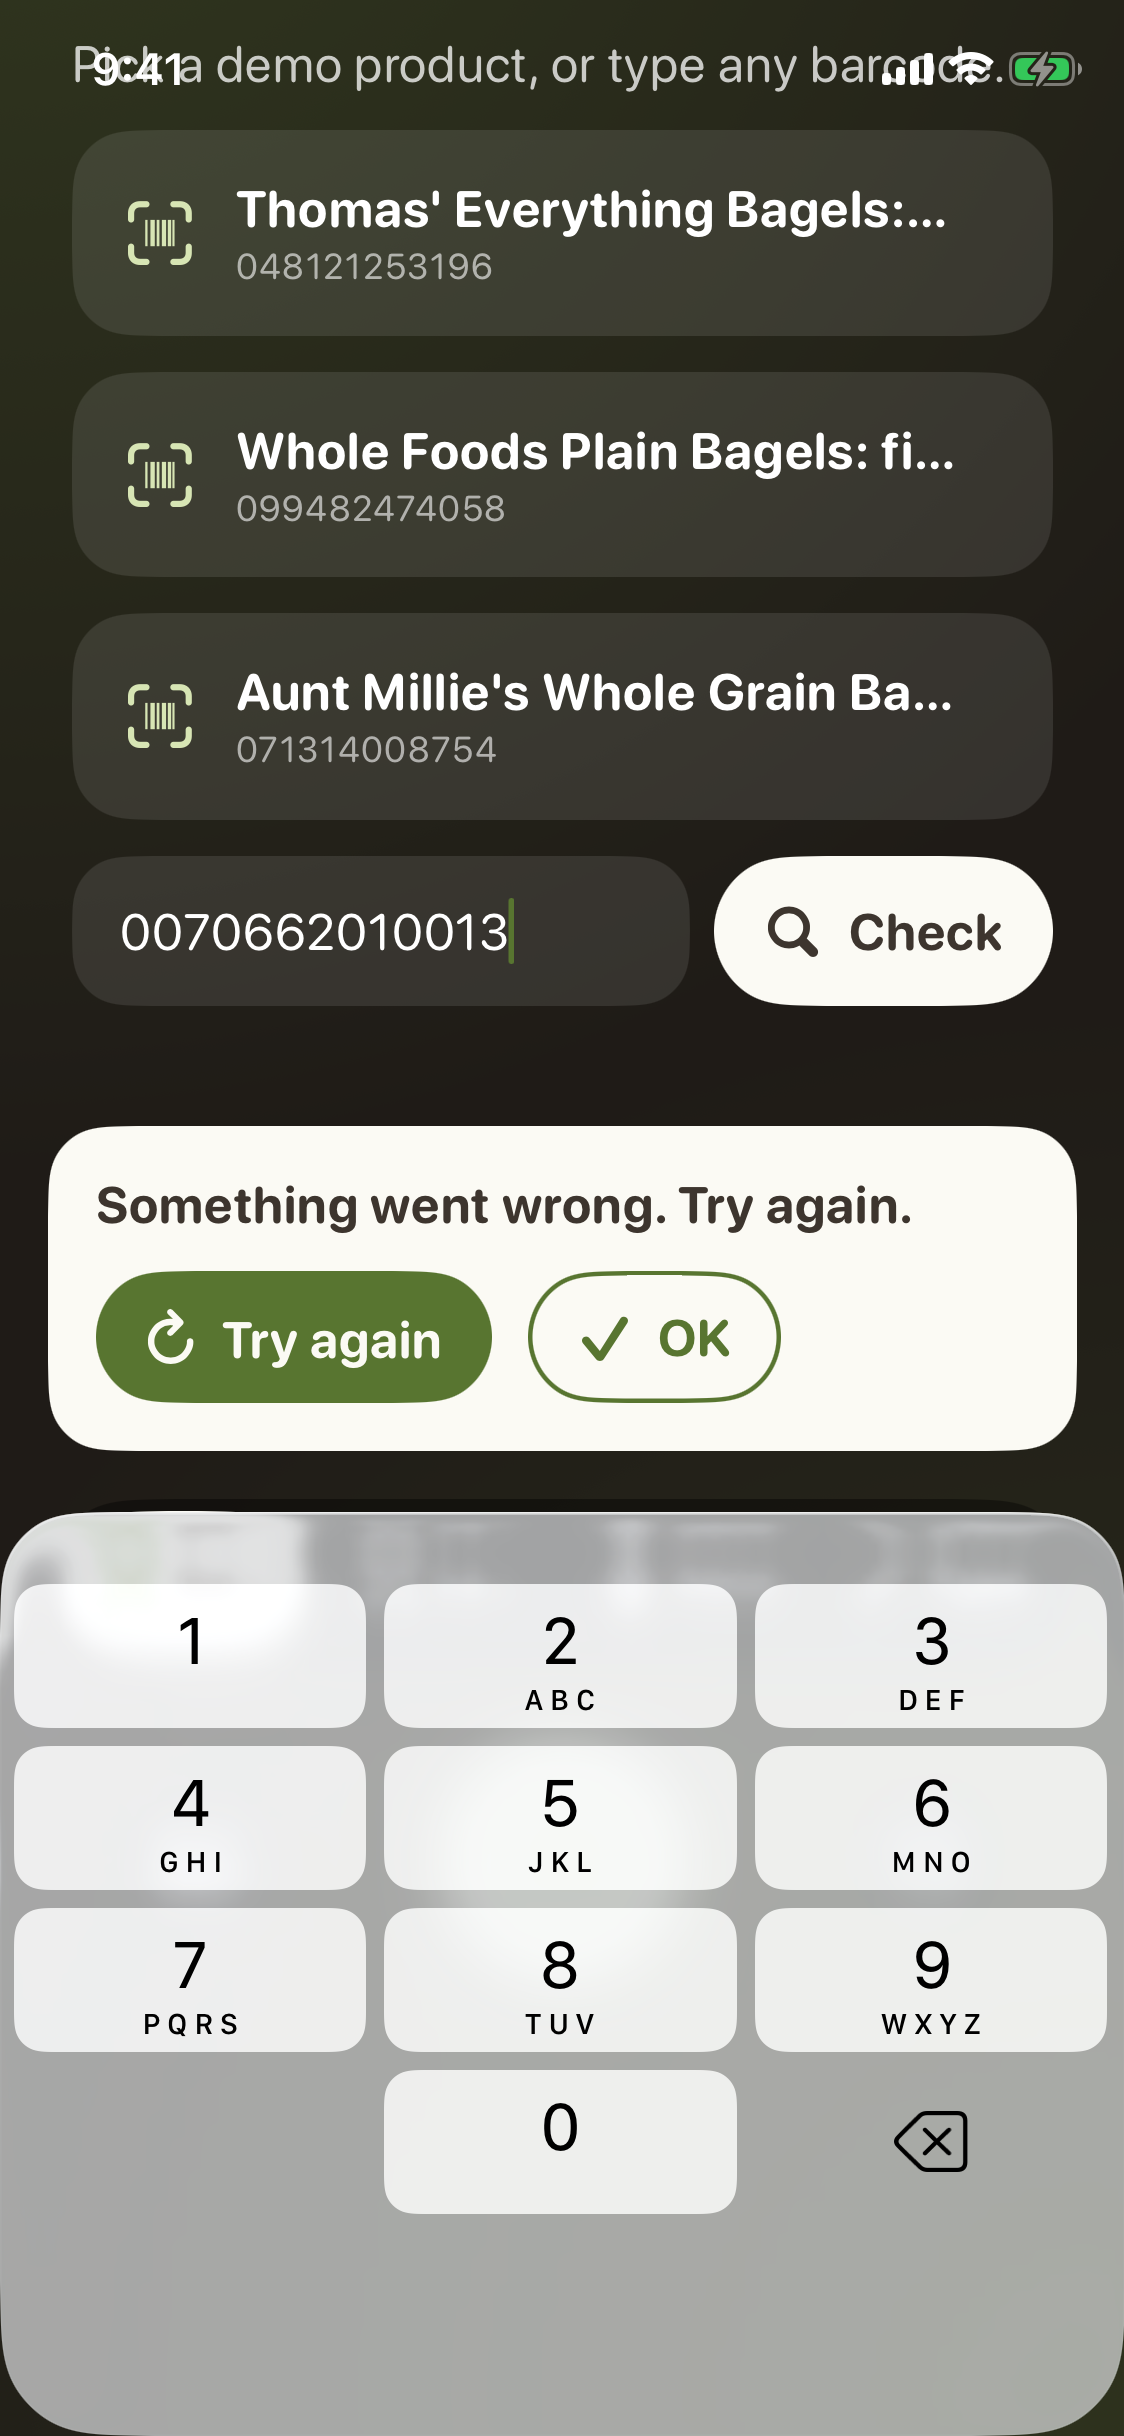 Pick a demo product, or type any barcode.
9:41
Thomas' Everything Bagels:...
048121253196
Whole Foods Plain Bagels: fi...
099482474058
Aunt Millie's Whole Grain Ba...
071314008754
0070662010013
Check
Something went wrong. Try again.
Try again
OK
1
2
ABC
3
DEF
4
GHI
5
JKL
6
MNO
7
PQRS
8
TUV
9
WXYZ
0